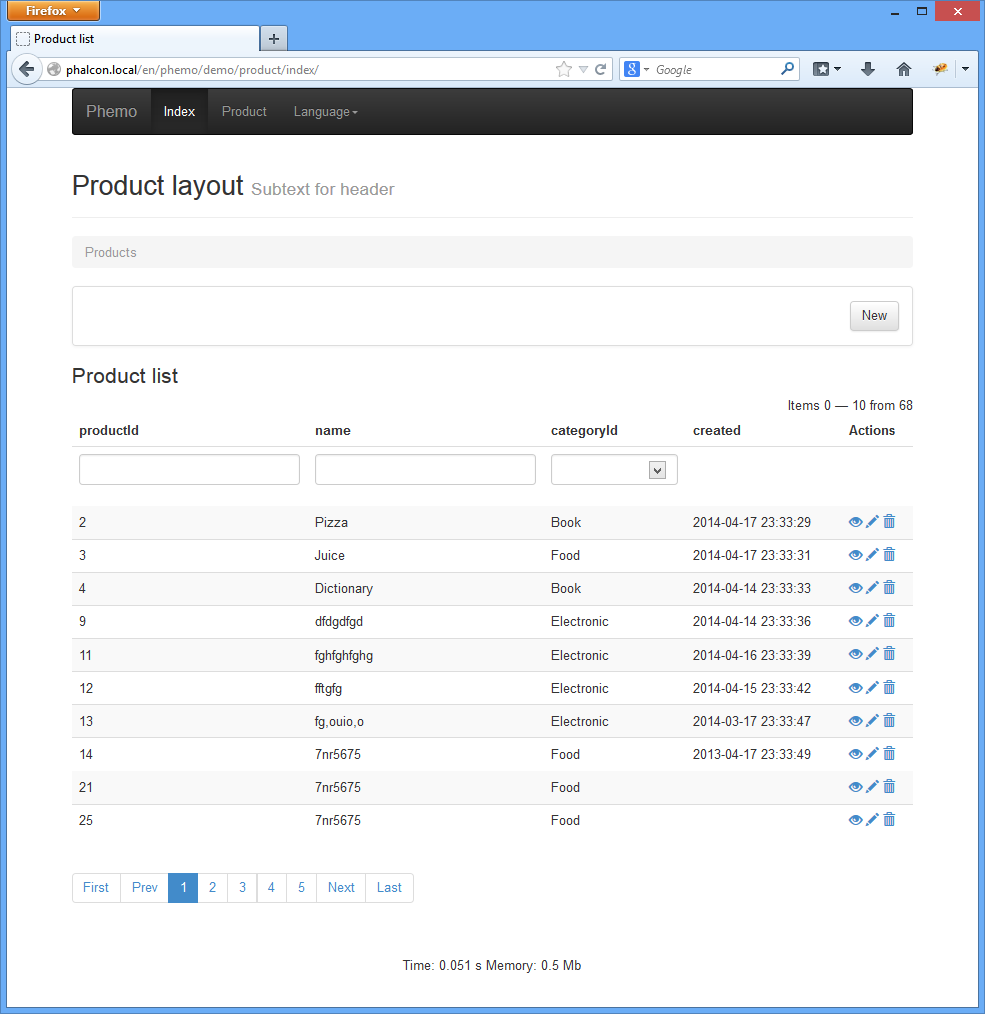 Firefox
Product list
phalcon.local/en/phemo/demo/product/index/
Google
Phemo Index Product Language
Product layout Subtext for header
Products
New
Product list
Items 0 — 10 from 68
productId name categoryId created Actions
2 Pizza Book 2014-04-17 23:33:29
3 Juice Food 2014-04-17 23:33:31
4 Dictionary Book 2014-04-14 23:33:33
9 dfdgdfgd Electronic 2014-04-14 23:33:36
11 fghfghfghg Electronic 2014-04-16 23:33:39
12 fftgfg Electronic 2014-04-15 23:33:42
13 fg,ouio,o Electronic 2014-03-17 23:33:47
14 7nr5675 Food 2013-04-17 23:33:49
21 7nr5675 Food
25 7nr5675 Food
First Prev 1 2 3 4 5 Next Last
Time: 0.051 s Memory: 0.5 Mb